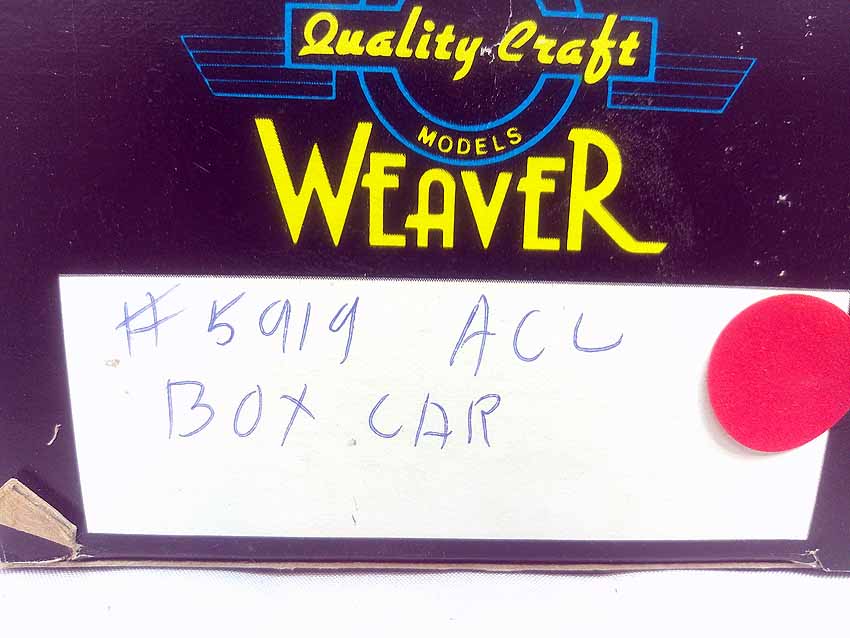 Quality Craft
MODELS
WEAVER
#5919 ACL
BOX CAR